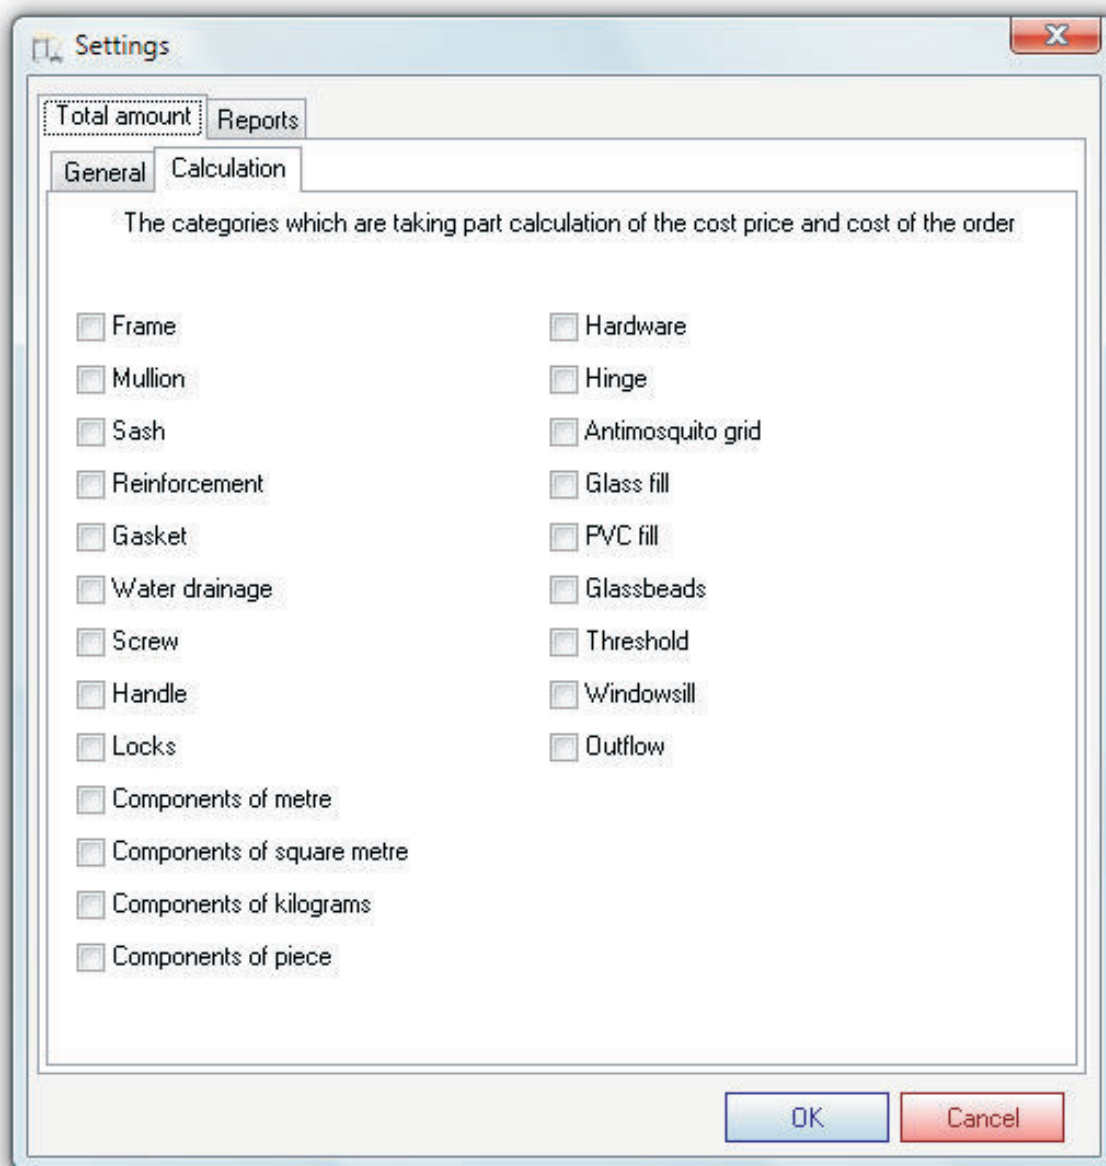 Settings
Total amount
Reports
General
Calculation
The categories which are taking part calculation of the cost price and cost of the order
Frame
Mullion
Sash
Reinforcement
Gasket
Water drainage
Screw
Handle
Locks
Components of metre
Components of square metre
Components of kilograms
Components of piece
Hardware
Hinge
Antimosquito grid
Glass fill
PVC fill
Glassbeads
Threshold
Windowsill
Outflow
OK
Cancel